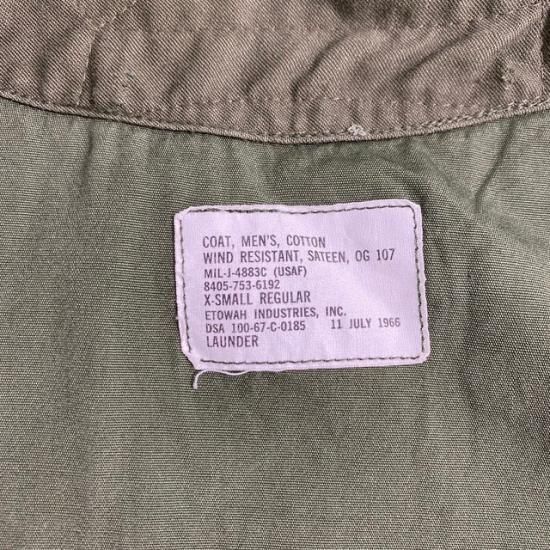 COAT, MEN'S, COTTON
WIND RESISTANT, SATEEN, OG 107
MIL-J-4883C (USAF)
8405-753-6192
X-SMALL REGULAR
ETOWAH INDUSTRIES, INC.
DSA 100-67-C-0185 11 JULY 1966
LAUNDER